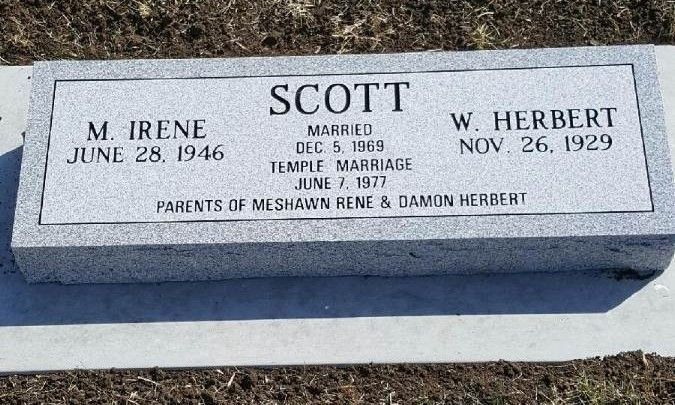 SCOTT
M. IRENE
JUNE 28, 1946
MARRIED
DEC. 5, 1969
TEMPLE MARRIAGE
JUNE 7, 1977
W. HERBERT
NOV. 26, 1929
PARENTS OF MESHAWN RENE & DAMON HERBERT